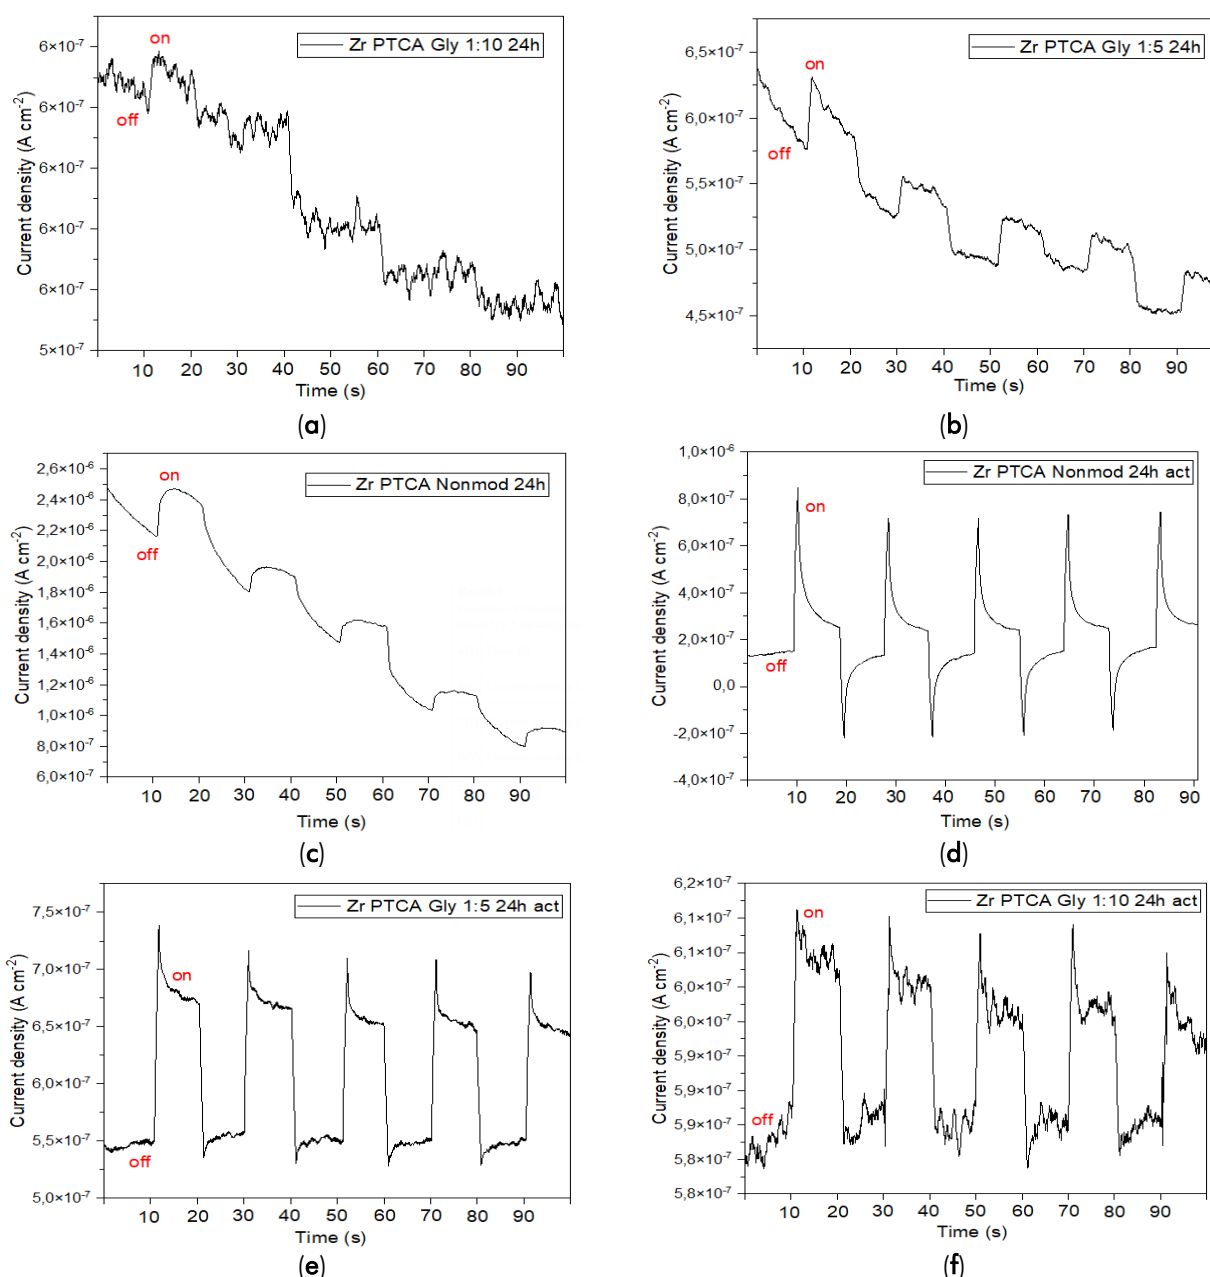 Zr PTCA Gly 1:10 24h
on
off
6×10⁻⁷
6×10⁻⁷
6×10⁻⁷
6×10⁻⁷
6×10⁻⁷
5×10⁻⁷
Current density (A cm⁻²)
10 20 30 40 50 60 70 80 90
Time (s)
(a)
Zr PTCA Gly 1:5 24h
on
off
6,5×10⁻⁷
6,0×10⁻⁷
5,5×10⁻⁷
5,0×10⁻⁷
4,5×10⁻⁷
Current density (A cm⁻²)
10 20 30 40 50 60 70 80 90
Time (s)
(b)
Zr PTCA Nonmod 24h
on
off
2,6×10⁻⁶
2,4×10⁻⁶
2,2×10⁻⁶
2,0×10⁻⁶
1,8×10⁻⁶
1,6×10⁻⁶
1,4×10⁻⁶
1,2×10⁻⁶
1,0×10⁻⁶
8,0×10⁻⁷
6,0×10⁻⁷
Current density (A cm⁻²)
10 20 30 40 50 60 70 80 90
Time (s)
(c)
Zr PTCA Nonmod 24h act
on
off
1,0×10⁻⁶
8,0×10⁻⁷
6,0×10⁻⁷
4,0×10⁻⁷
2,0×10⁻⁷
0,0
-2,0×10⁻⁷
-4,0×10⁻⁷
Current density (A cm⁻²)
10 20 30 40 50 60 70 80 90
Time (s)
(d)
Zr PTCA Gly 1:5 24h act
on
off
7,5×10⁻⁷
7,0×10⁻⁷
6,5×10⁻⁷
6,0×10⁻⁷
5,5×10⁻⁷
5,0×10⁻⁷
Current density (A cm⁻²)
10 20 30 40 50 60 70 80 90
Time (s)
(e)
Zr PTCA Gly 1:10 24h act
on
off
6,2×10⁻⁷
6,1×10⁻⁷
6,1×10⁻⁷
6,0×10⁻⁷
6,0×10⁻⁷
5,9×10⁻⁷
5,9×10⁻⁷
5,9×10⁻⁷
5,8×10⁻⁷
5,8×10⁻⁷
Current density (A cm⁻²)
10 20 30 40 50 60 70 80 90
Time (s)
(f)